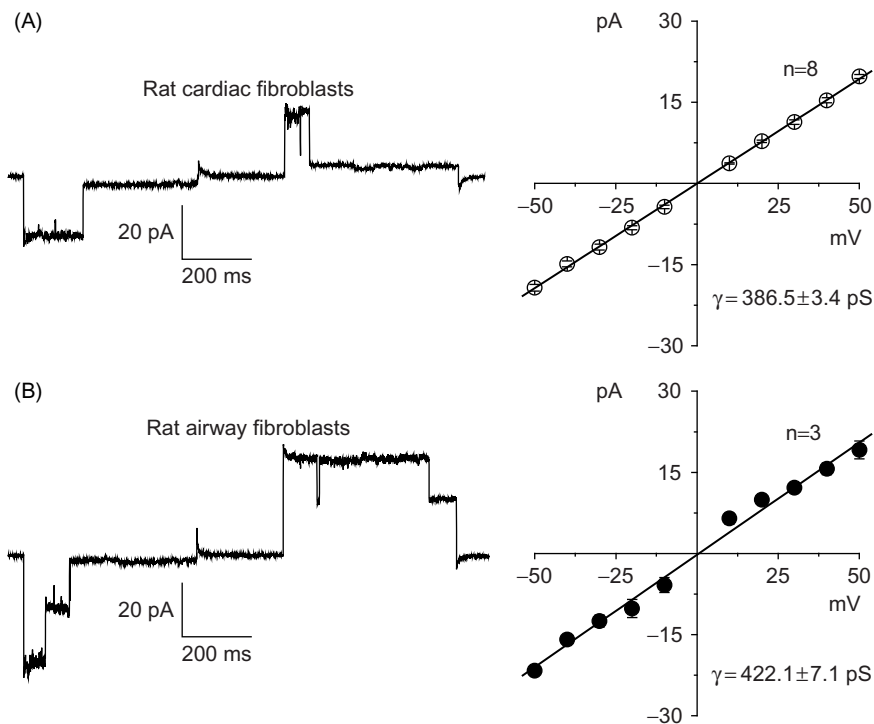 (A)
Rat cardiac fibroblasts
20 pA
200 ms
pA
30
n=8
15
−50
−25
25
50
mV
−15
γ=386.5±3.4 pS
−30
(B)
Rat airway fibroblasts
20 pA
200 ms
pA
30
n=3
15
−50
−25
25
50
mV
−15
γ=422.1±7.1 pS
−30